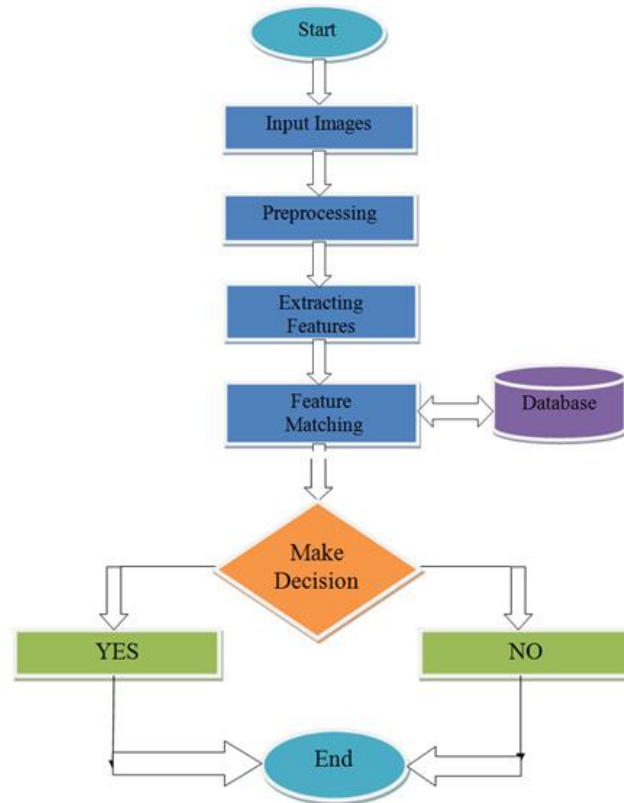 Start
Input Images
Preprocessing
Extracting
Features
Feature
Matching
Database
Make
Decision
YES
NO
End